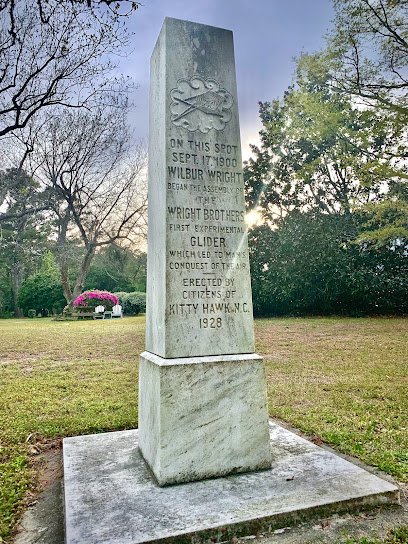 ON THIS SPOT
SEPT. 17, 1900
WILBUR WRIGHT
BEGAN THE ASSEMBLY OF
THE
WRIGHT BROTHERS
FIRST EXPERIMENTAL
GLIDER
WHICH LED TO MAN'S
CONQUEST OF THE AIR
ERECTED BY
CITIZENS OF
KITTY HAWK, N.C.
1928